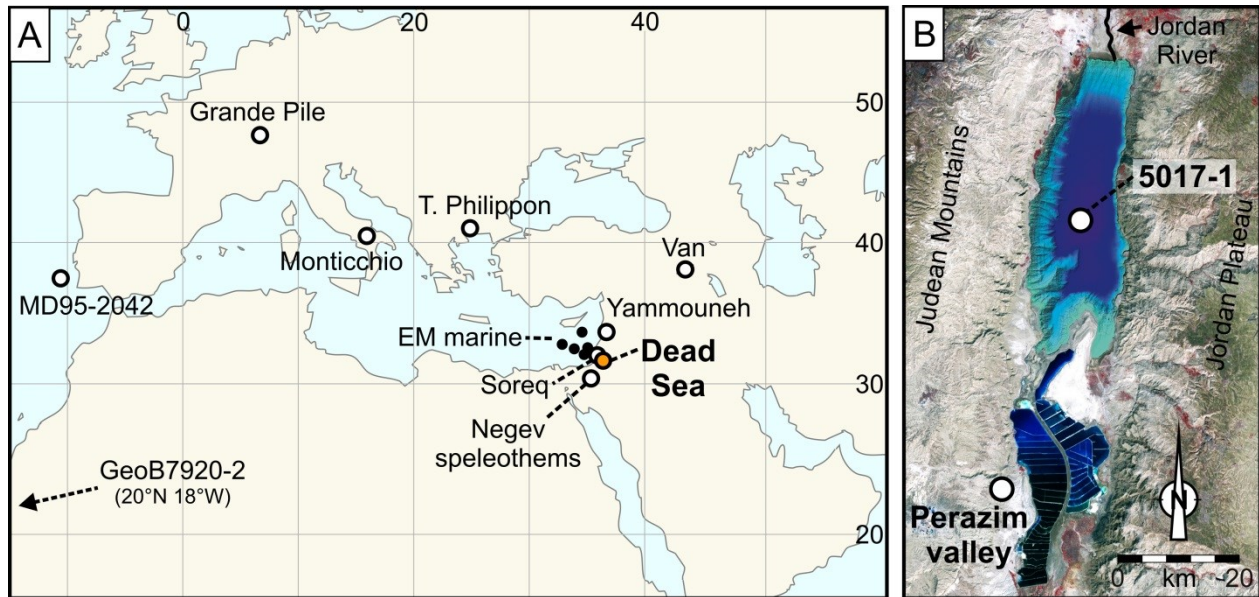 A
0
20
40
50
40
30
20
Grande Pile
T. Philippon
Monticchio
Van
MD95-2042
Yammouneh
EM marine
Dead
Sea
Soreq
Negev
speleothems
GeoB7920-2
(20°N 18°W)
B
Jordan
River
Judean Mountains
5017-1
Jordan Plateau
Perazim
valley
N
0 km 20